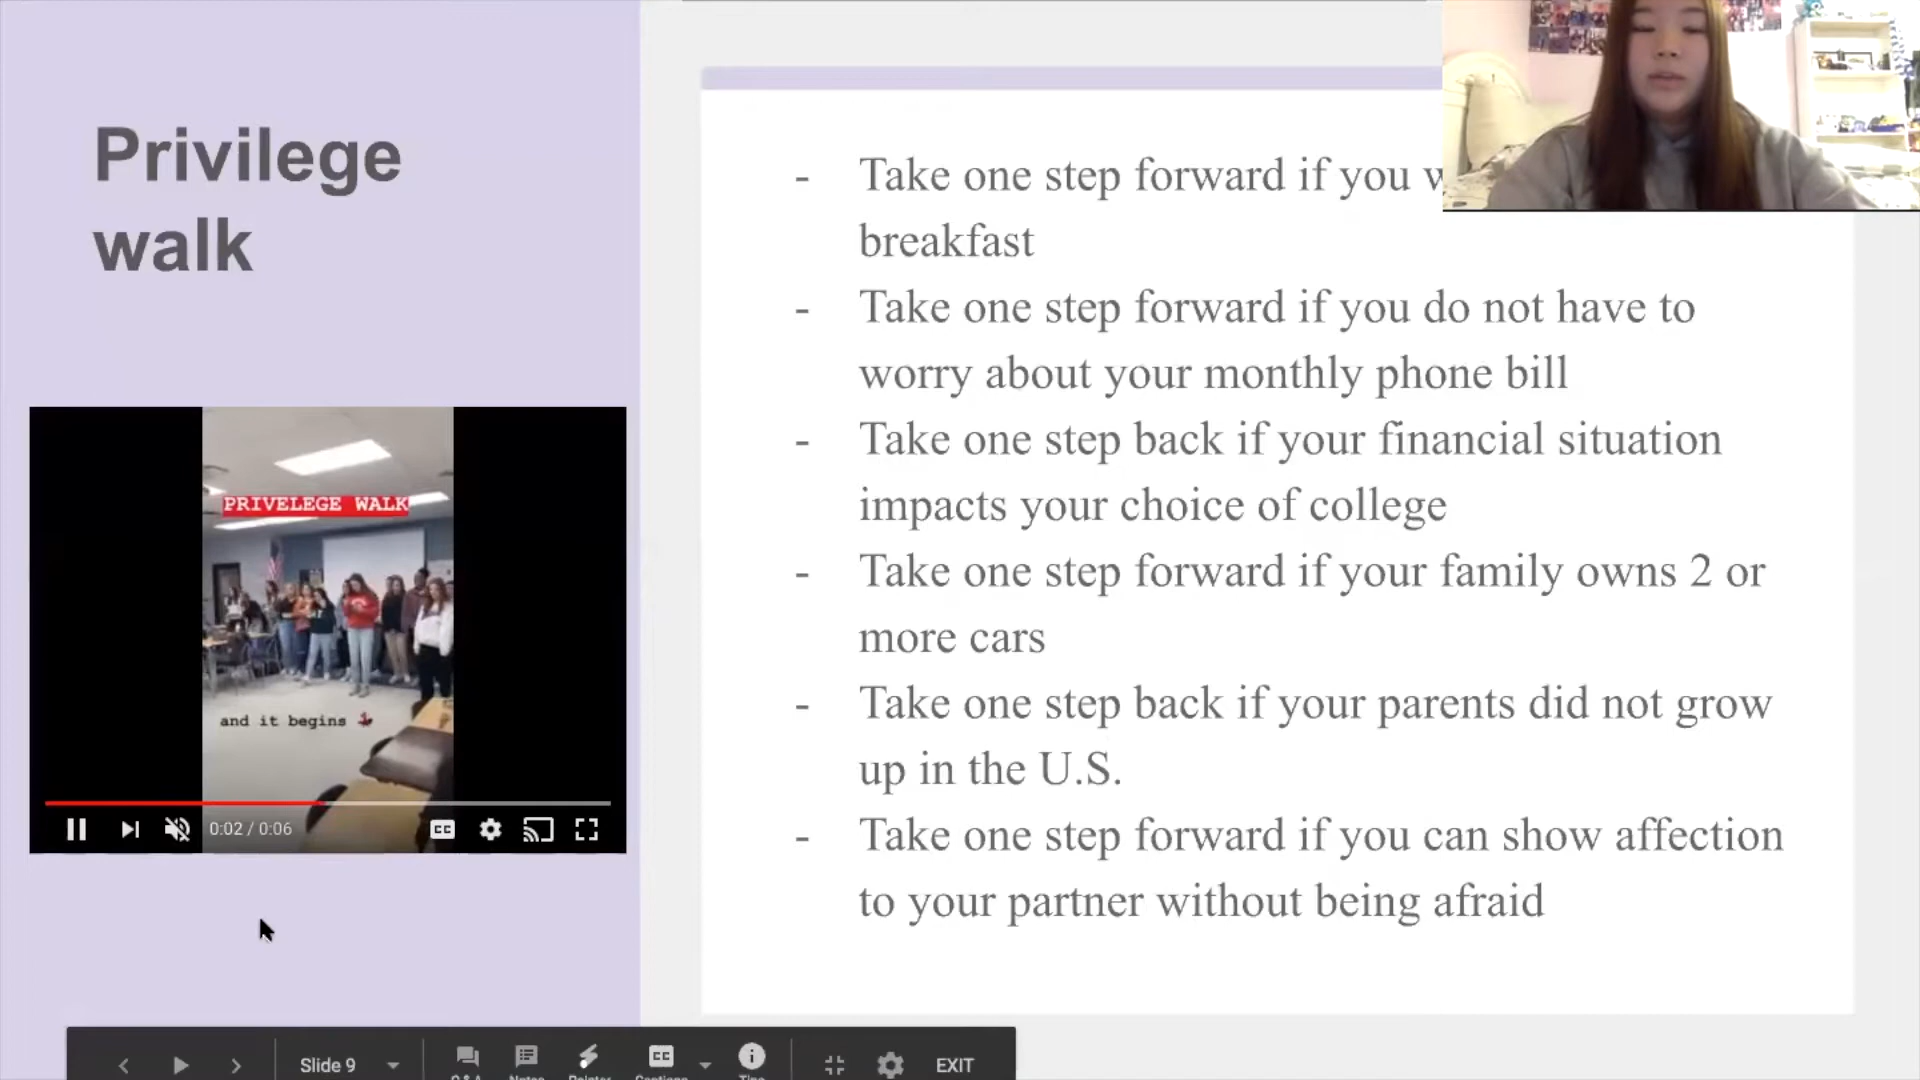 Privilege
walk
PRIVELEGE WALK
and it begins
0:02 / 0:06
- Take one step forward if you
breakfast
- Take one step forward if you do not have to
worry about your monthly phone bill
- Take one step back if your financial situation
impacts your choice of college
- Take one step forward if your family owns 2 or
more cars
- Take one step back if your parents did not grow
up in the U.S.
- Take one step forward if you can show affection
to your partner without being afraid
Slide 9
CC
EXIT